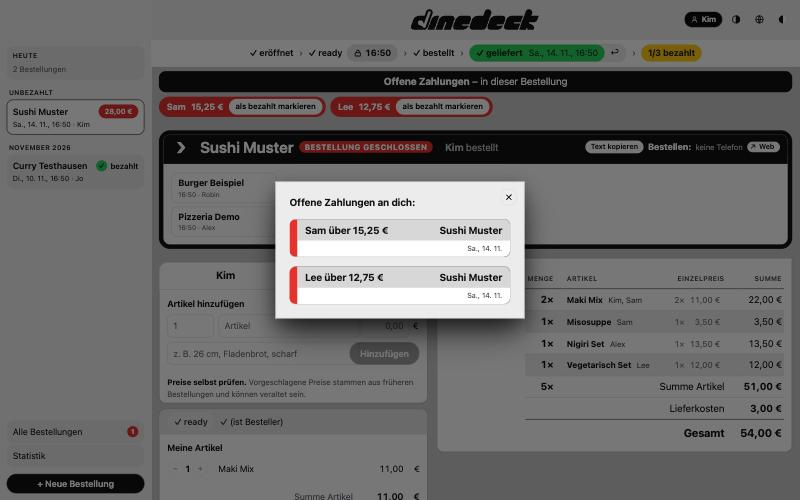 dinedeck
Kim
✓ eröffnet › ✓ ready 16:50 › ✓ bestellt › ✓ geliefert Sa., 14. 11., 16:50 › 1/3 bezahlt
HEUTE
2 Bestellungen
UNBEZAHLT
Sushi Muster 28,00 €
Sa., 14. 11., 16:50 · Kim
NOVEMBER 2026
Curry Testhausen ✓ bezahlt
Di., 10. 11., 16:50 · Jo
Alle Bestellungen 1
Statistik
+ Neue Bestellung
Offene Zahlungen – in dieser Bestellung
Sam 15,25 € als bezahlt markieren
Lee 12,75 € als bezahlt markieren
Sushi Muster BESTELLUNG GESCHLOSSEN Kim bestellt Text kopieren Bestellen: keine Telefon ↗ Web
Burger Beispiel
16:50 · Robin
Pizzeria Demo
16:50 · Alex
Offene Zahlungen an dich: ×
Sam über 15,25 € Sushi Muster
Sa., 14. 11.
Lee über 12,75 € Sushi Muster
Sa., 14. 11.
Kim
Artikel hinzufügen
1 Artikel 0,00 €
z. B. 26 cm, Fladenbrot, scharf Hinzufügen
Preise selbst prüfen. Vorgeschlagene Preise stammen aus früheren
Bestellungen und können veraltet sein.
✓ ready ✓ (ist Besteller)
Meine Artikel
− 1 + Maki Mix 11,00 €
Summe Artikel 11,00 €
MENGE ARTIKEL EINZELPREIS SUMME
2× Maki Mix Kim, Sam 2× 11,00 € 22,00 €
1× Misosuppe Sam 1× 3,50 € 3,50 €
1× Nigiri Set Alex 1× 13,50 € 13,50 €
1× Vegetarisch Set Lee 1× 12,00 € 12,00 €
5× Summe Artikel 51,00 €
Lieferkosten 3,00 €
Gesamt 54,00 €